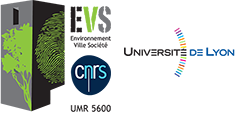 EVS
Environnement
Ville Société
cnrs
UMR 5600
UNIVERSITÉ DE LYON